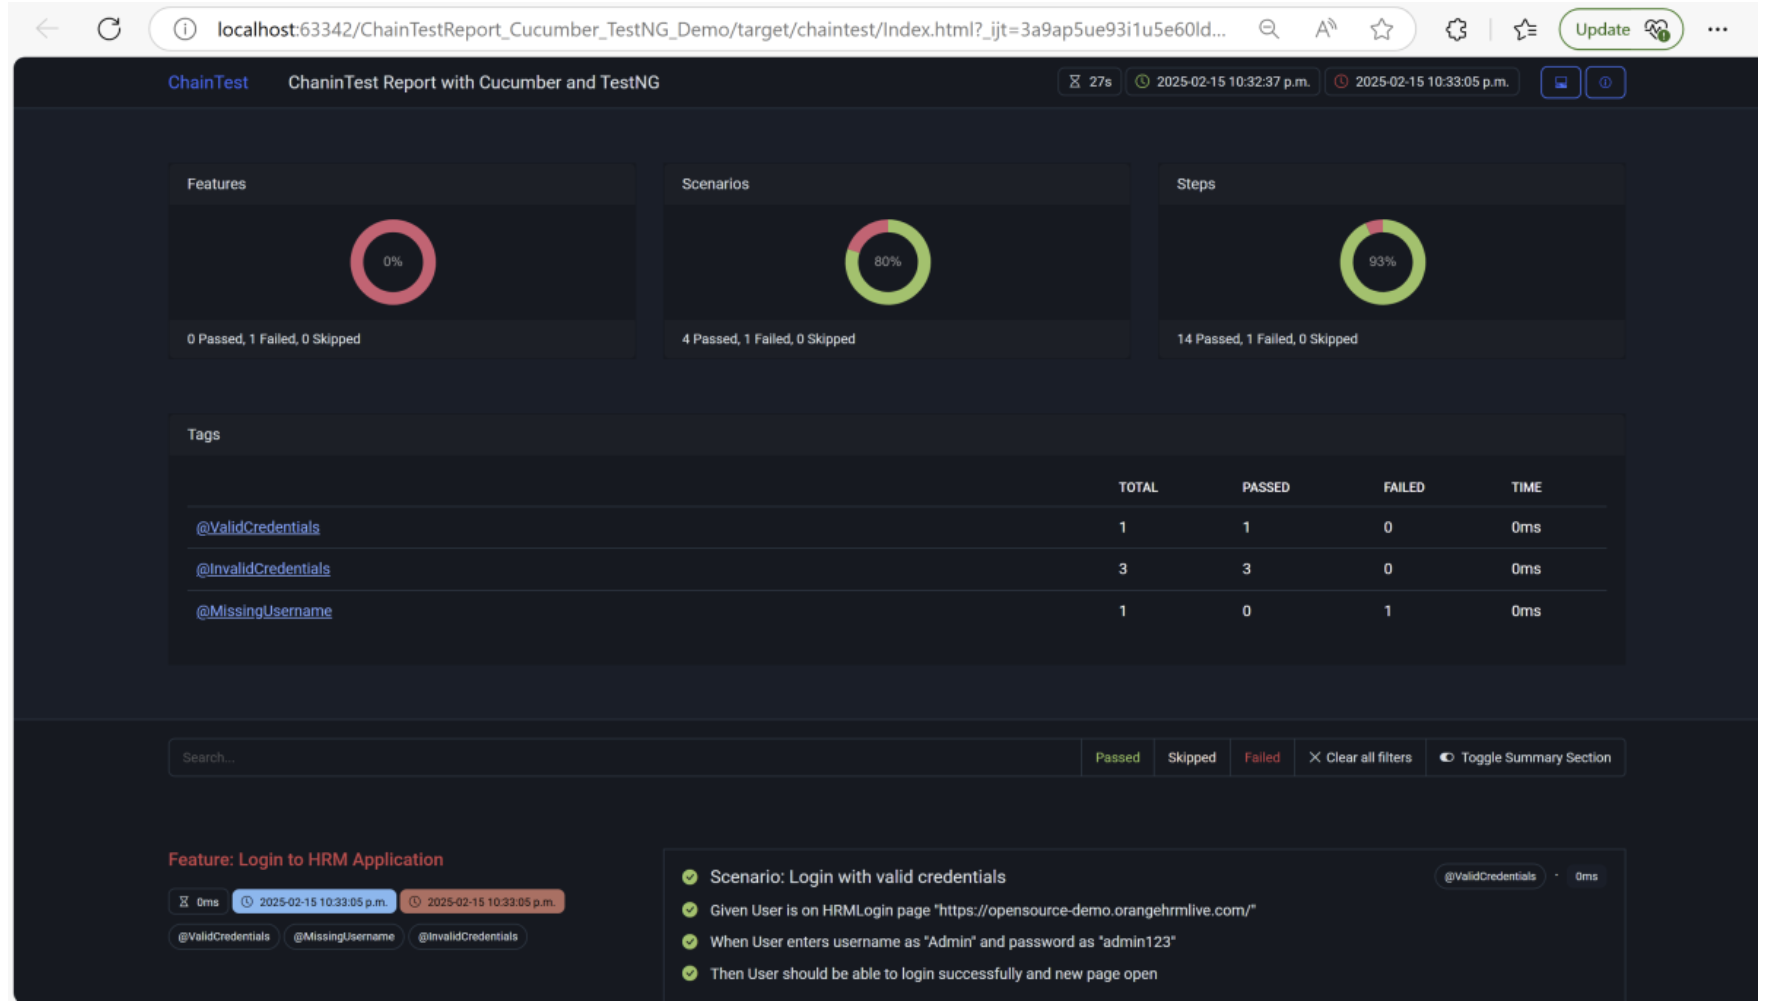 localhost:63342/ChainTestReport_Cucumber_TestNG_Demo/target/chaintest/Index.html?_ijt=3a9ap5ue93i1u5e60ld...
Update
ChainTest ChaninTest Report with Cucumber and TestNG 27s 2025-02-15 10:32:37 p.m. 2025-02-15 10:33:05 p.m.
Features Scenarios Steps
0% 80% 93%
0 Passed, 1 Failed, 0 Skipped 4 Passed, 1 Failed, 0 Skipped 14 Passed, 1 Failed, 0 Skipped
Tags
TOTAL PASSED FAILED TIME
@ValidCredentials 1 1 0 0ms
@InvalidCredentials 3 3 0 0ms
@MissingUsername 1 0 1 0ms
Search... Passed Skipped Failed Clear all filters Toggle Summary Section
Feature: Login to HRM Application
0ms 2025-02-15 10:33:05 p.m. 2025-02-15 10:33:05 p.m.
@ValidCredentials @MissingUsername @InvalidCredentials
Scenario: Login with valid credentials @ValidCredentials - 0ms
Given User is on HRMLogin page "https://opensource-demo.orangehrmlive.com/"
When User enters username as "Admin" and password as "admin123"
Then User should be able to login successfully and new page open